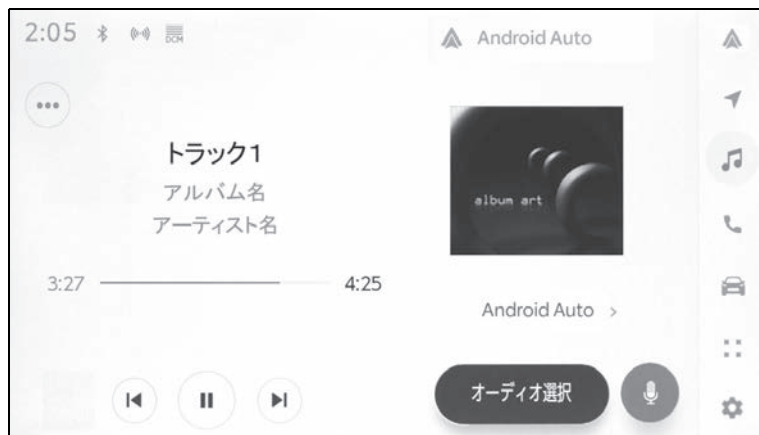 2:05
DCM
Android Auto
トラック1
アルバム名
アーティスト名
album art
3:27
4:25
Android Auto
オーディオ選択